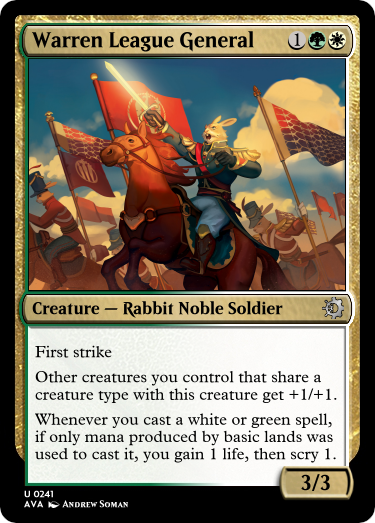 Warren League General 1
Creature — Rabbit Noble Soldier
First strike
Other creatures you control that share a
creature type with this creature get +1/+1.
Whenever you cast a white or green spell,
if only mana produced by basic lands was
used to cast it, you gain 1 life, then scry 1.
3/3
U 0241
AVA Andrew Soman